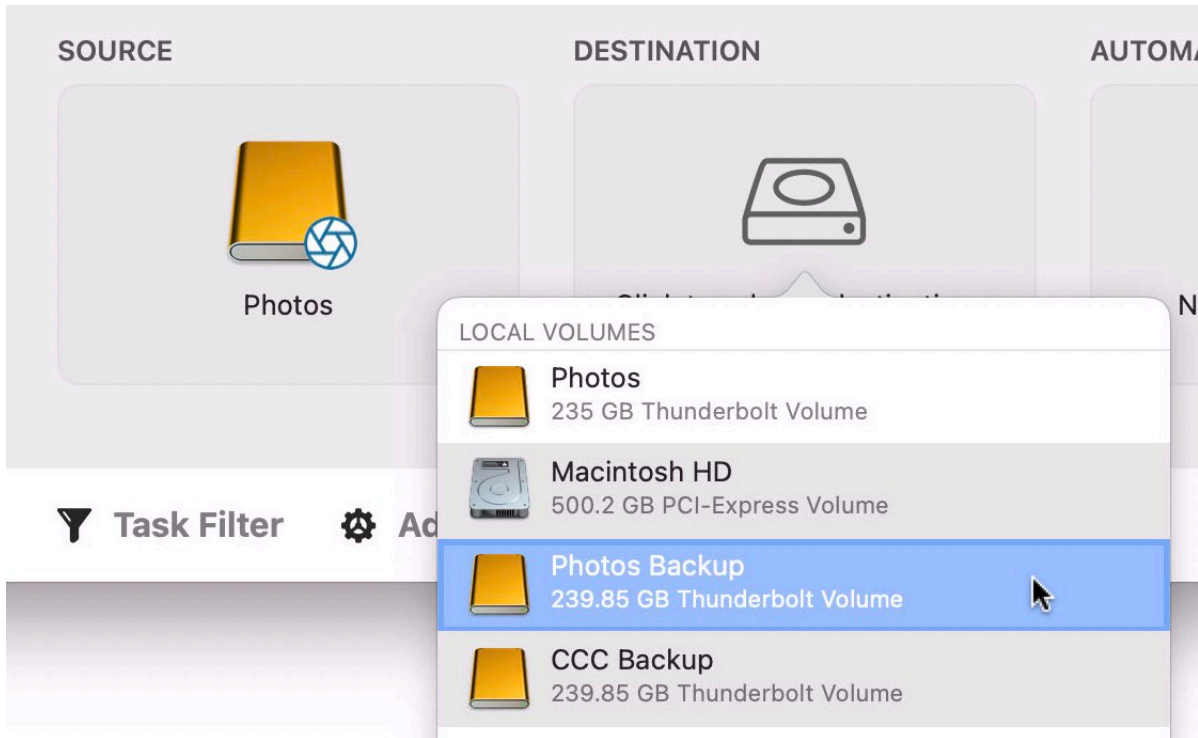 SOURCE
DESTINATION
Photos
LOCAL VOLUMES
Photos
235 GB Thunderbolt Volume
Macintosh HD
500.2 GB PCI-Express Volume
Photos Backup
239.85 GB Thunderbolt Volume
CCC Backup
239.85 GB Thunderbolt Volume
Task Filter